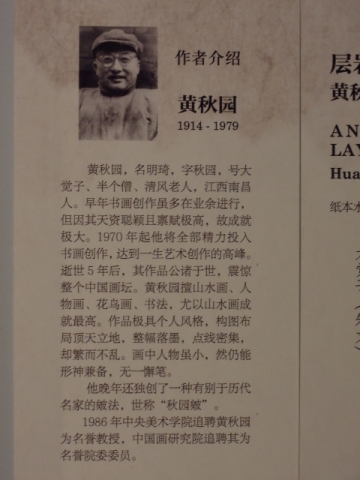 作者介绍
黄秋园
1914 - 1979
黄秋园，名明琦，字秋园，号大
觉子、半个僧、清风老人，江西南昌
人。早年书画创作虽多在业余进行，
但因其天资聪颖且禀赋极高，故成就
极大。1970 年起他将全部精力投入
书画创作，达到一生艺术创作的高峰。
逝世 5 年后，其作品公诸于世，震惊
整个中国画坛。黄秋园擅山水画、人
物画、花鸟画、书法，尤以山水画成
就最高。作品极具个人风格，构图布
局顶天立地，整幅落墨，点线密集，
却繁而不乱。画中人物虽小，然仍能
形神兼备，无一懈笔。
他晚年还独创了一种有别于历代
名家的皴法，世称“秋园皴”。
1986 年中央美术学院追聘黄秋园
为名誉教授，中国画研究院追聘其为
名誉院委委员。
层
黄
A N
LAY
Hua
纸本